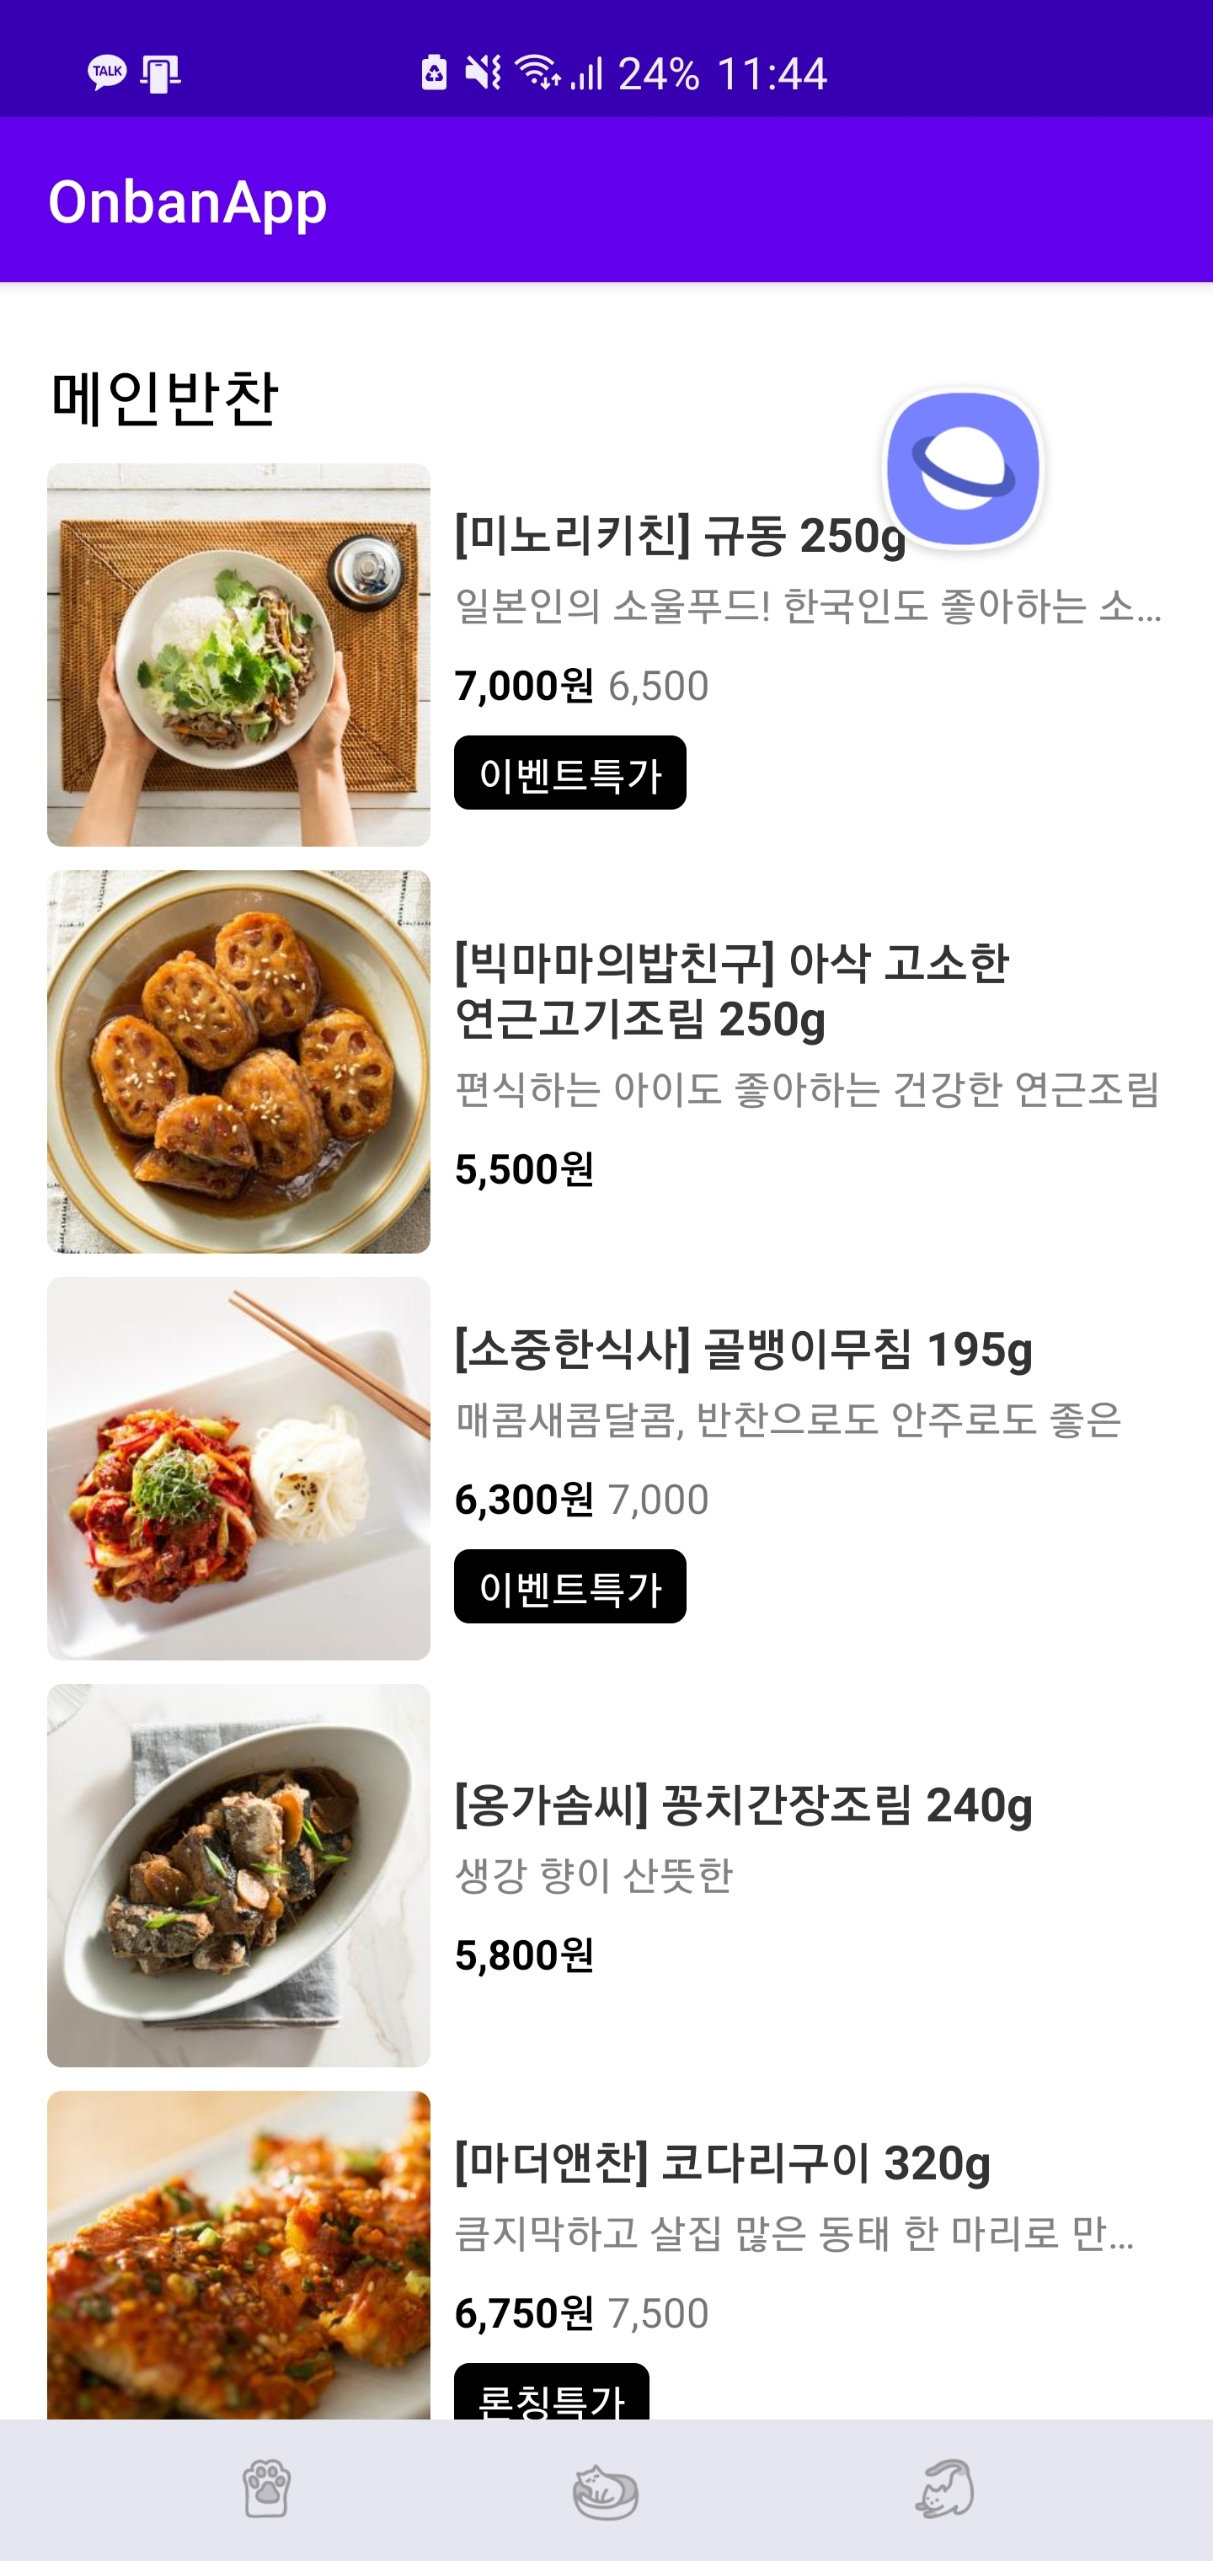 TALK
24% 11:44
OnbanApp
메인반찬
[미노리키친] 규동 250g
일본인의 소울푸드! 한국인도 좋아하는 소...
7,000원 6,500
이벤트특가
[빅마마의밥친구] 아삭 고소한
연근고기조림 250g
편식하는 아이도 좋아하는 건강한 연근조림
5,500원
[소중한식사] 골뱅이무침 195g
매콤새콤달콤, 반찬으로도 안주로도 좋은
6,300원 7,000
이벤트특가
[옹가솜씨] 꽁치간장조림 240g
생강 향이 산뜻한
5,800원
[마더앤찬] 코다리구이 320g
큼지막하고 살집 많은 동태 한 마리로 만...
6,750원 7,500
론칭특가